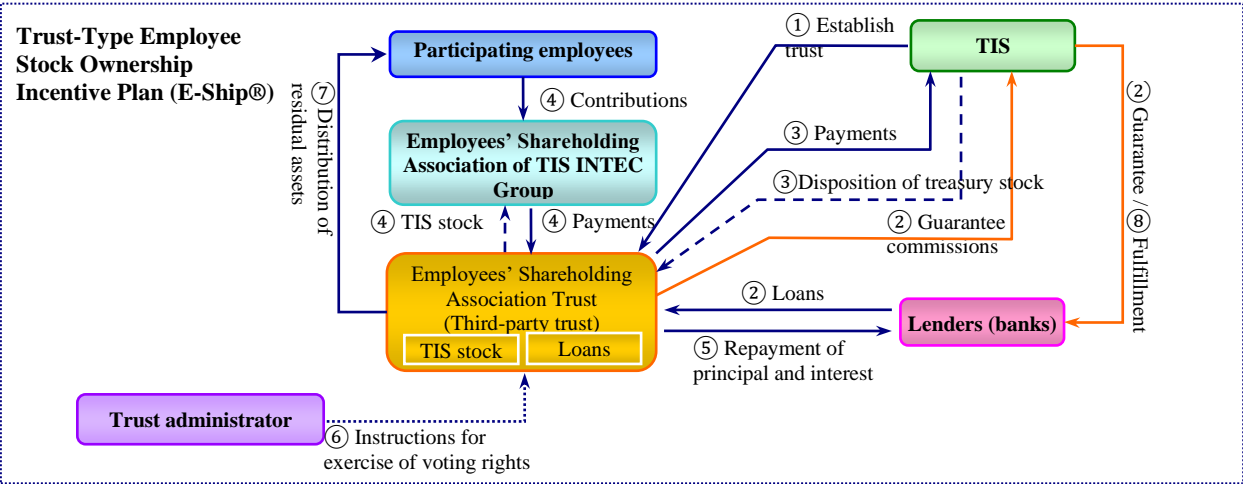 Trust-Type Employee
Stock Ownership
Incentive Plan (E-Ship®)
Participating employees
① Establish
trust
TIS
⑦ Distribution of
residual assets
④ Contributions
② Guarantee / ⑧ Fulfillment
Employees’ Shareholding
Association of TIS INTEC
Group
③ Payments
③Disposition of treasury stock
④ TIS stock
④ Payments
② Guarantee
commissions
Employees’ Shareholding
Association Trust
(Third-party trust)
TIS stock
Loans
② Loans
Lenders (banks)
⑤ Repayment of
principal and interest
Trust administrator
⑥ Instructions for
exercise of voting rights